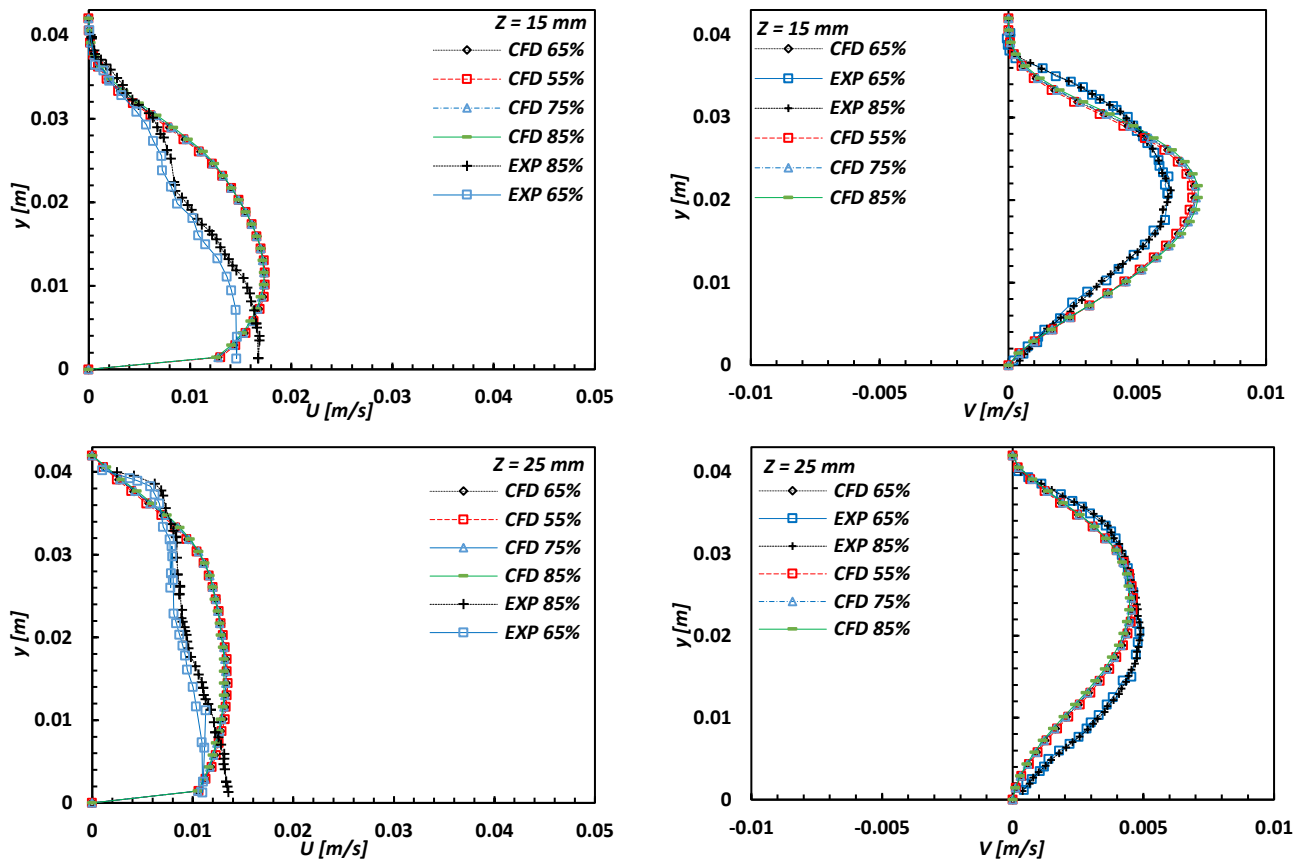 Z = 15 mm
CFD 65%
CFD 55%
CFD 75%
CFD 85%
EXP 85%
EXP 65%
y [m]
0.04
0.03
0.02
0.01
0
0 0.01 0.02 0.03 0.04 0.05
U [m/s]
Z = 15 mm
CFD 65%
EXP 65%
EXP 85%
CFD 55%
CFD 75%
CFD 85%
y [m]
0.04
0.03
0.02
0.01
0
-0.01 -0.005 0 0.005 0.01
V [m/s]
Z = 25 mm
CFD 65%
CFD 55%
CFD 75%
CFD 85%
EXP 85%
EXP 65%
y [m]
0.04
0.03
0.02
0.01
0
0 0.01 0.02 0.03 0.04 0.05
U [m/s]
Z = 25 mm
CFD 65%
EXP 65%
EXP 85%
CFD 55%
CFD 75%
CFD 85%
y [m]
0.04
0.03
0.02
0.01
0
-0.01 -0.005 0 0.005 0.01
V [m/s]